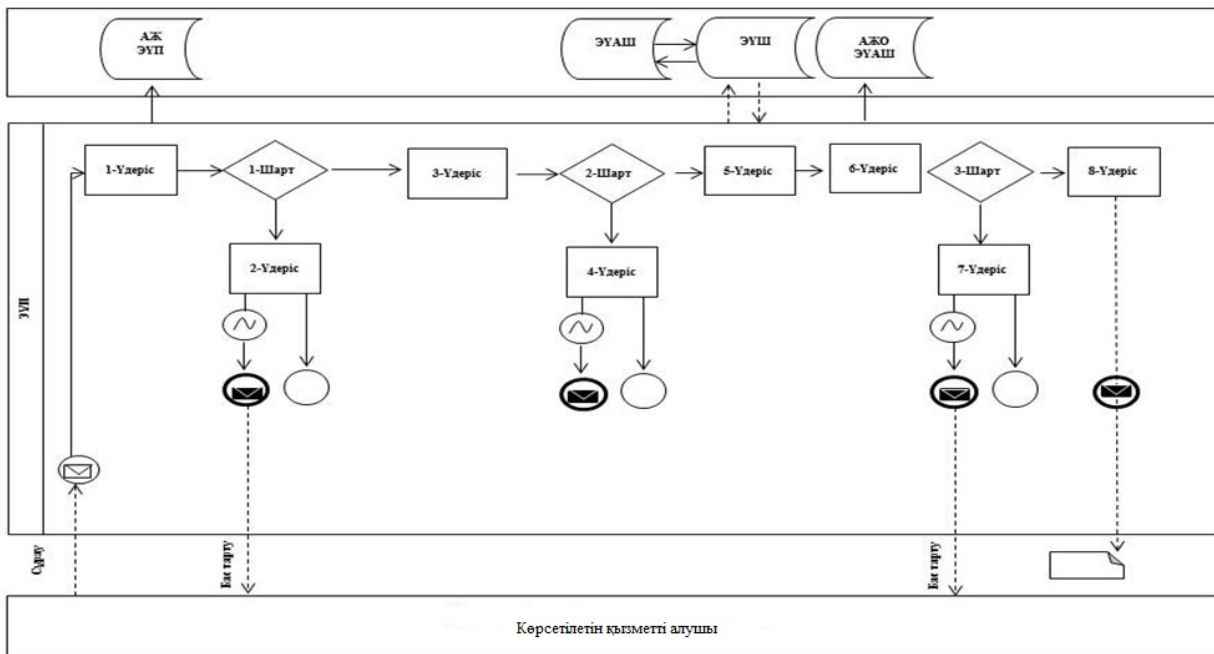 АЖ
ЭҮП
ЭҮАШ
ЭҮШ
АЖО
ЭҮАШ
1-Үдеріс
1-Шарт
3-Үдеріс
2-Шарт
5-Үдеріс
6-Үдеріс
3-Шарт
8-Үдеріс
2-Үдеріс
4-Үдеріс
7-Үдеріс
ЭҮП
Сұрау
Бас тарту
Бас тарту
Көрсетілетін қызметті алушы